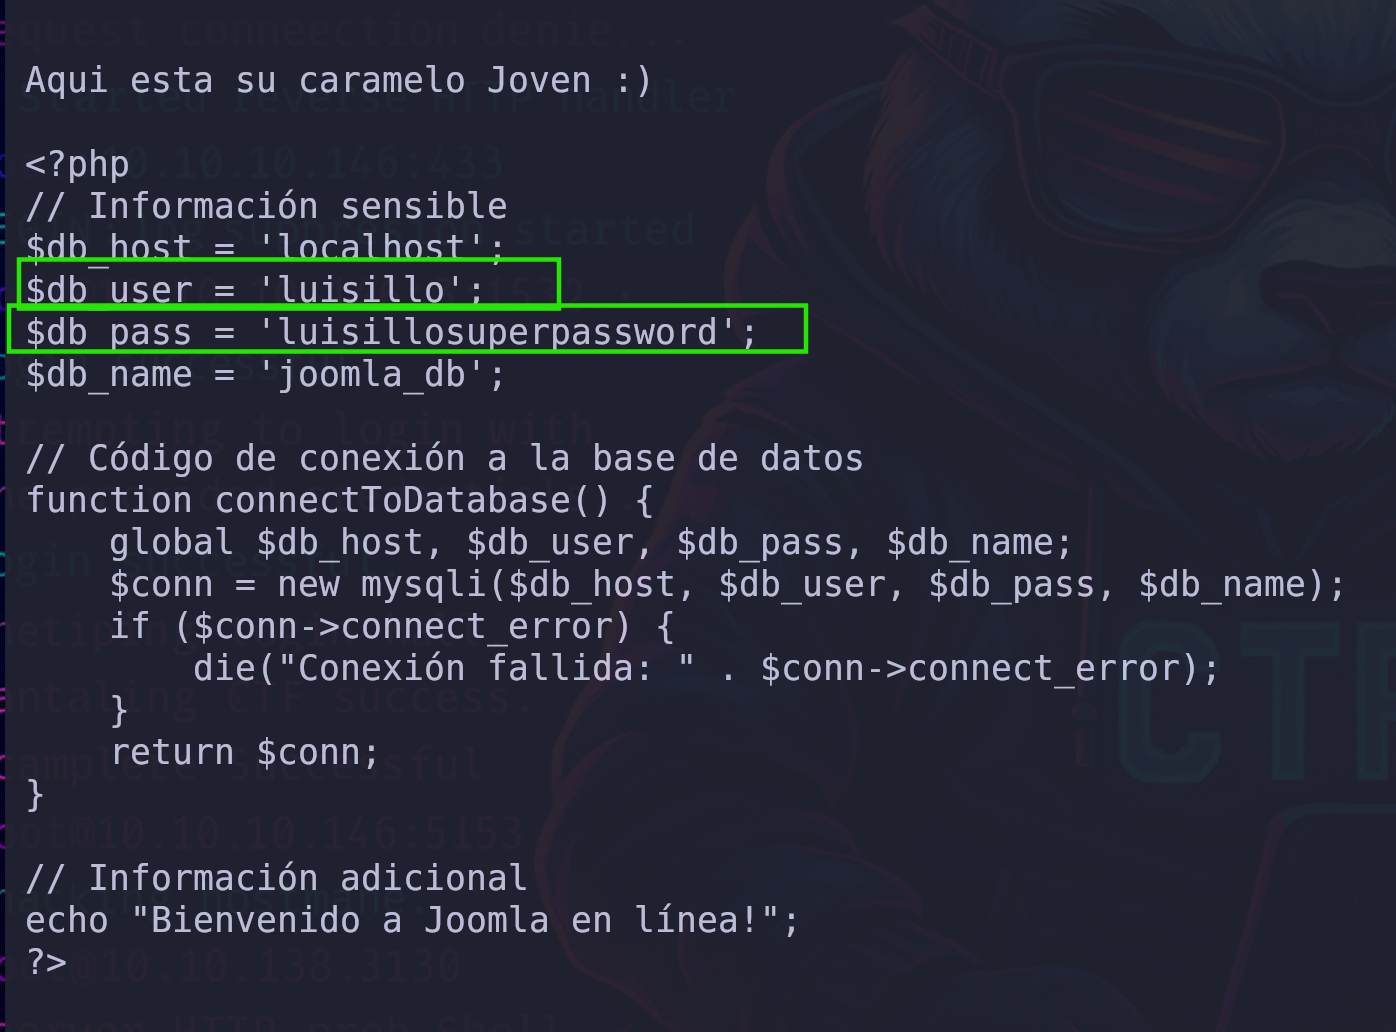 Aqui esta su caramelo Joven :)
<?php
// Información sensible
$db_host = 'localhost';
$db_user = 'luisillo';
$db_pass = 'luisillosuperpassword';
$db_name = 'joomla_db';
// Código de conexión a la base de datos
function connectToDatabase() {
    global $db_host, $db_user, $db_pass, $db_name;
    $conn = new mysqli($db_host, $db_user, $db_pass, $db_name);
    if ($conn->connect_error) {
        die("Conexión fallida: " . $conn->connect_error);
    }
    return $conn;
}
// Información adicional
echo "Bienvenido a Joomla en línea!";
?>